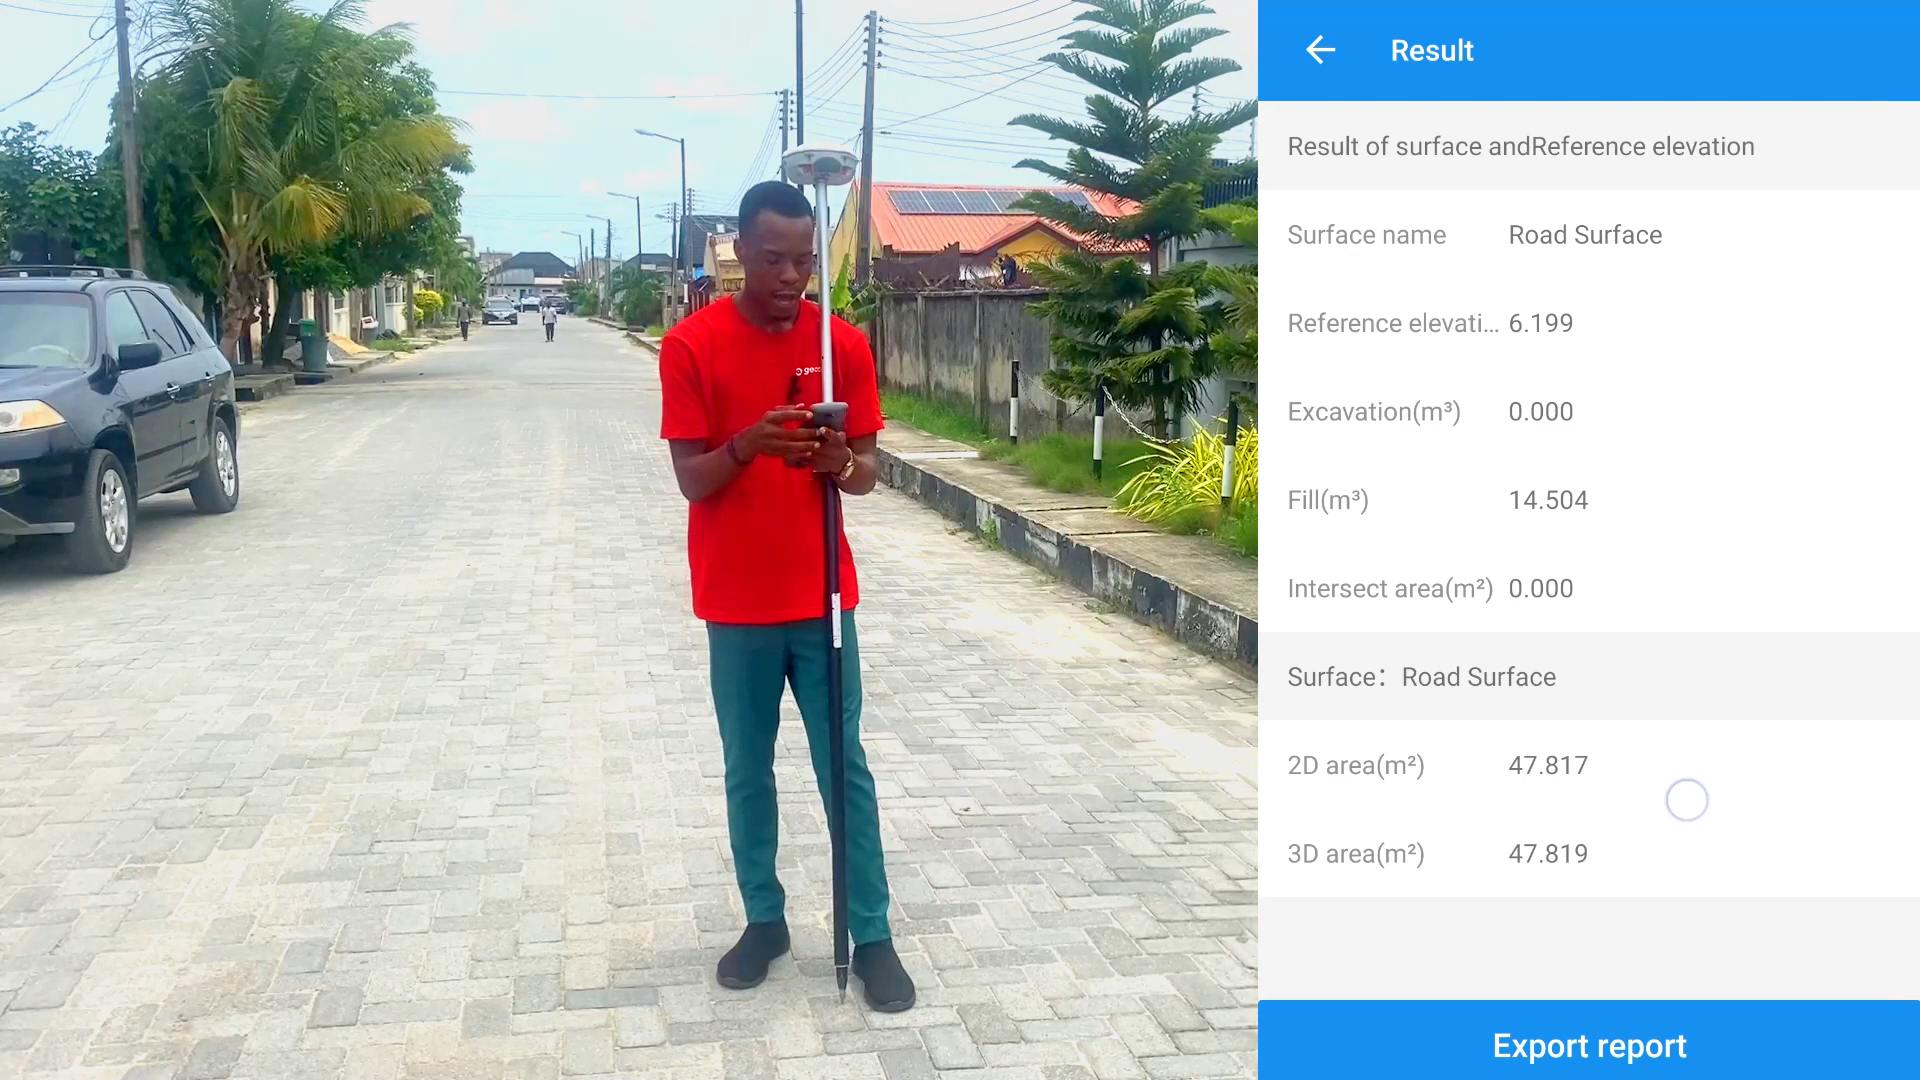 Result
Result of surface andReference elevation
Surface name Road Surface
Reference elevati... 6.199
Excavation(m³) 0.000
Fill(m³) 14.504
Intersect area(m²) 0.000
Surface： Road Surface
2D area(m²) 47.817
3D area(m²) 47.819
Export report